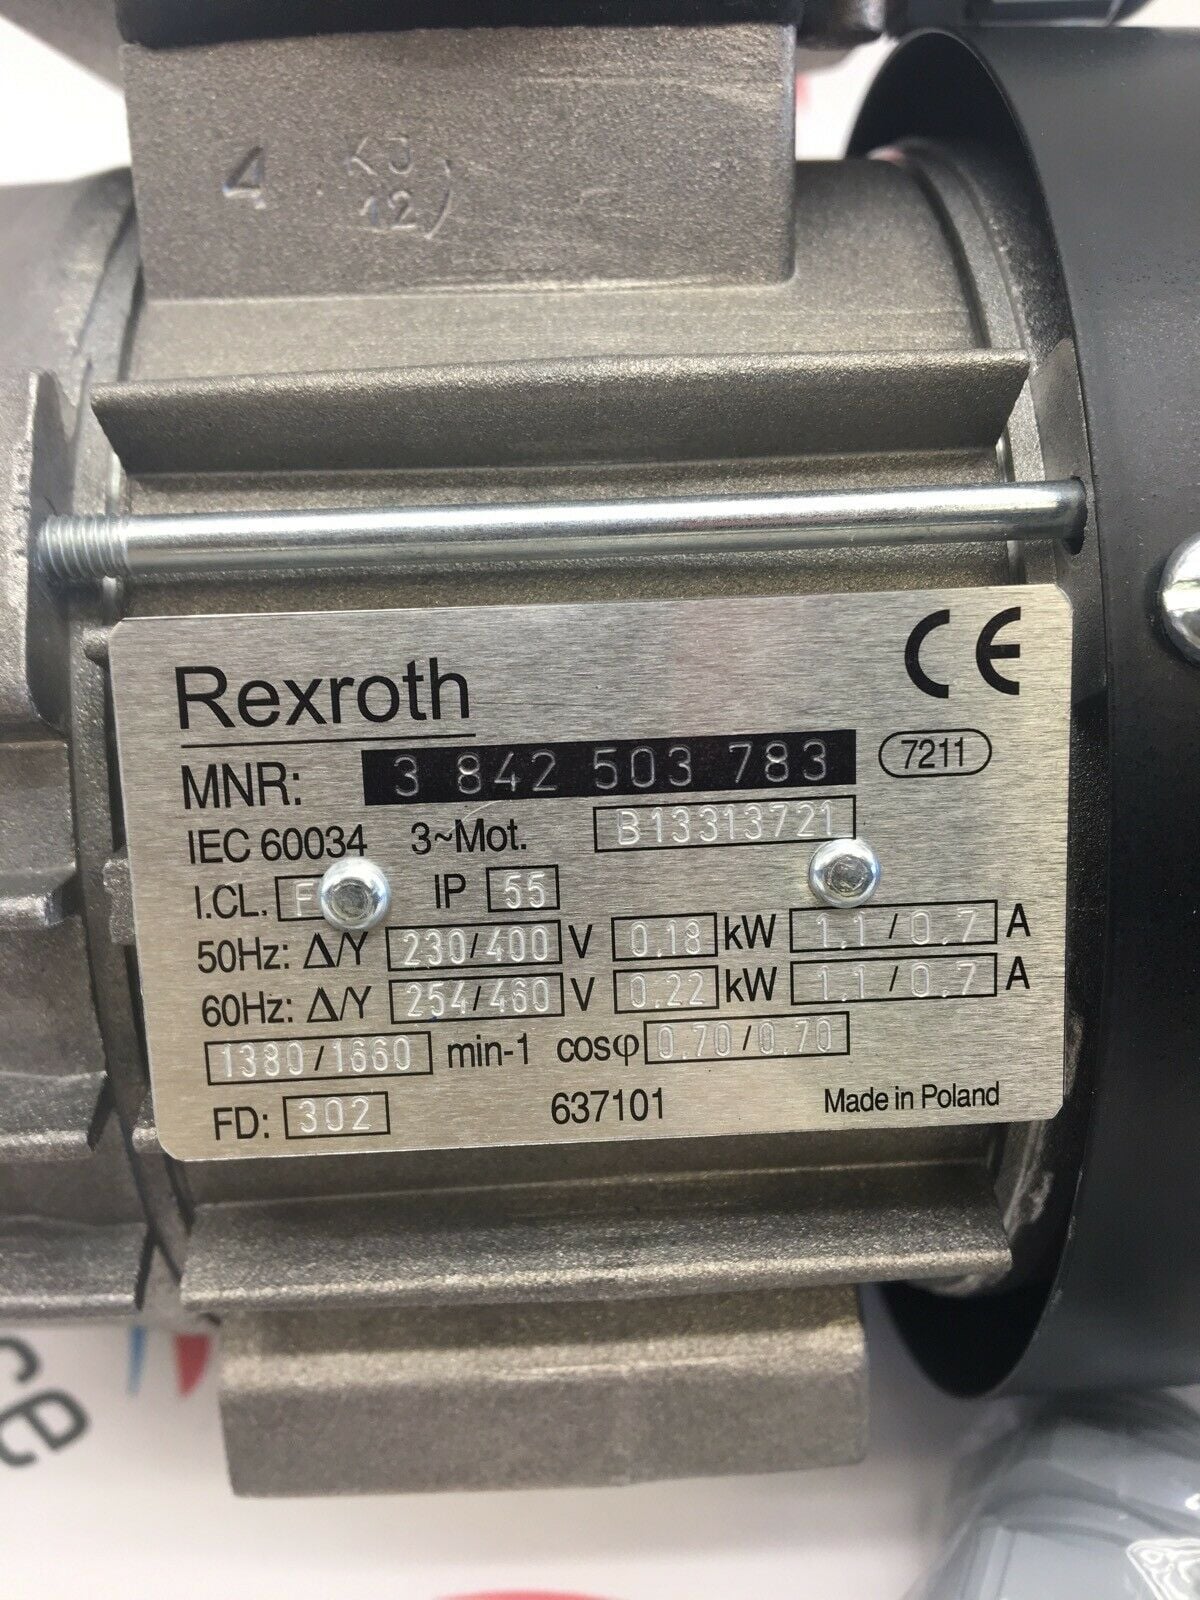 4
12
Rexroth
CE
MNR: 3 842 503 783 7211
IEC 60034 3~Mot. B13313721
I.CL. F IP 55
50Hz: Δ/Y 230/400 V 0.18 kW 1.1 / 0.7 A
60Hz: Δ/Y 254/460 V 0.22 kW 1.1 / 0.7 A
1380/1660 min-1 cosφ 0.70 / 0.70
FD: 302 637101 Made in Poland
ce